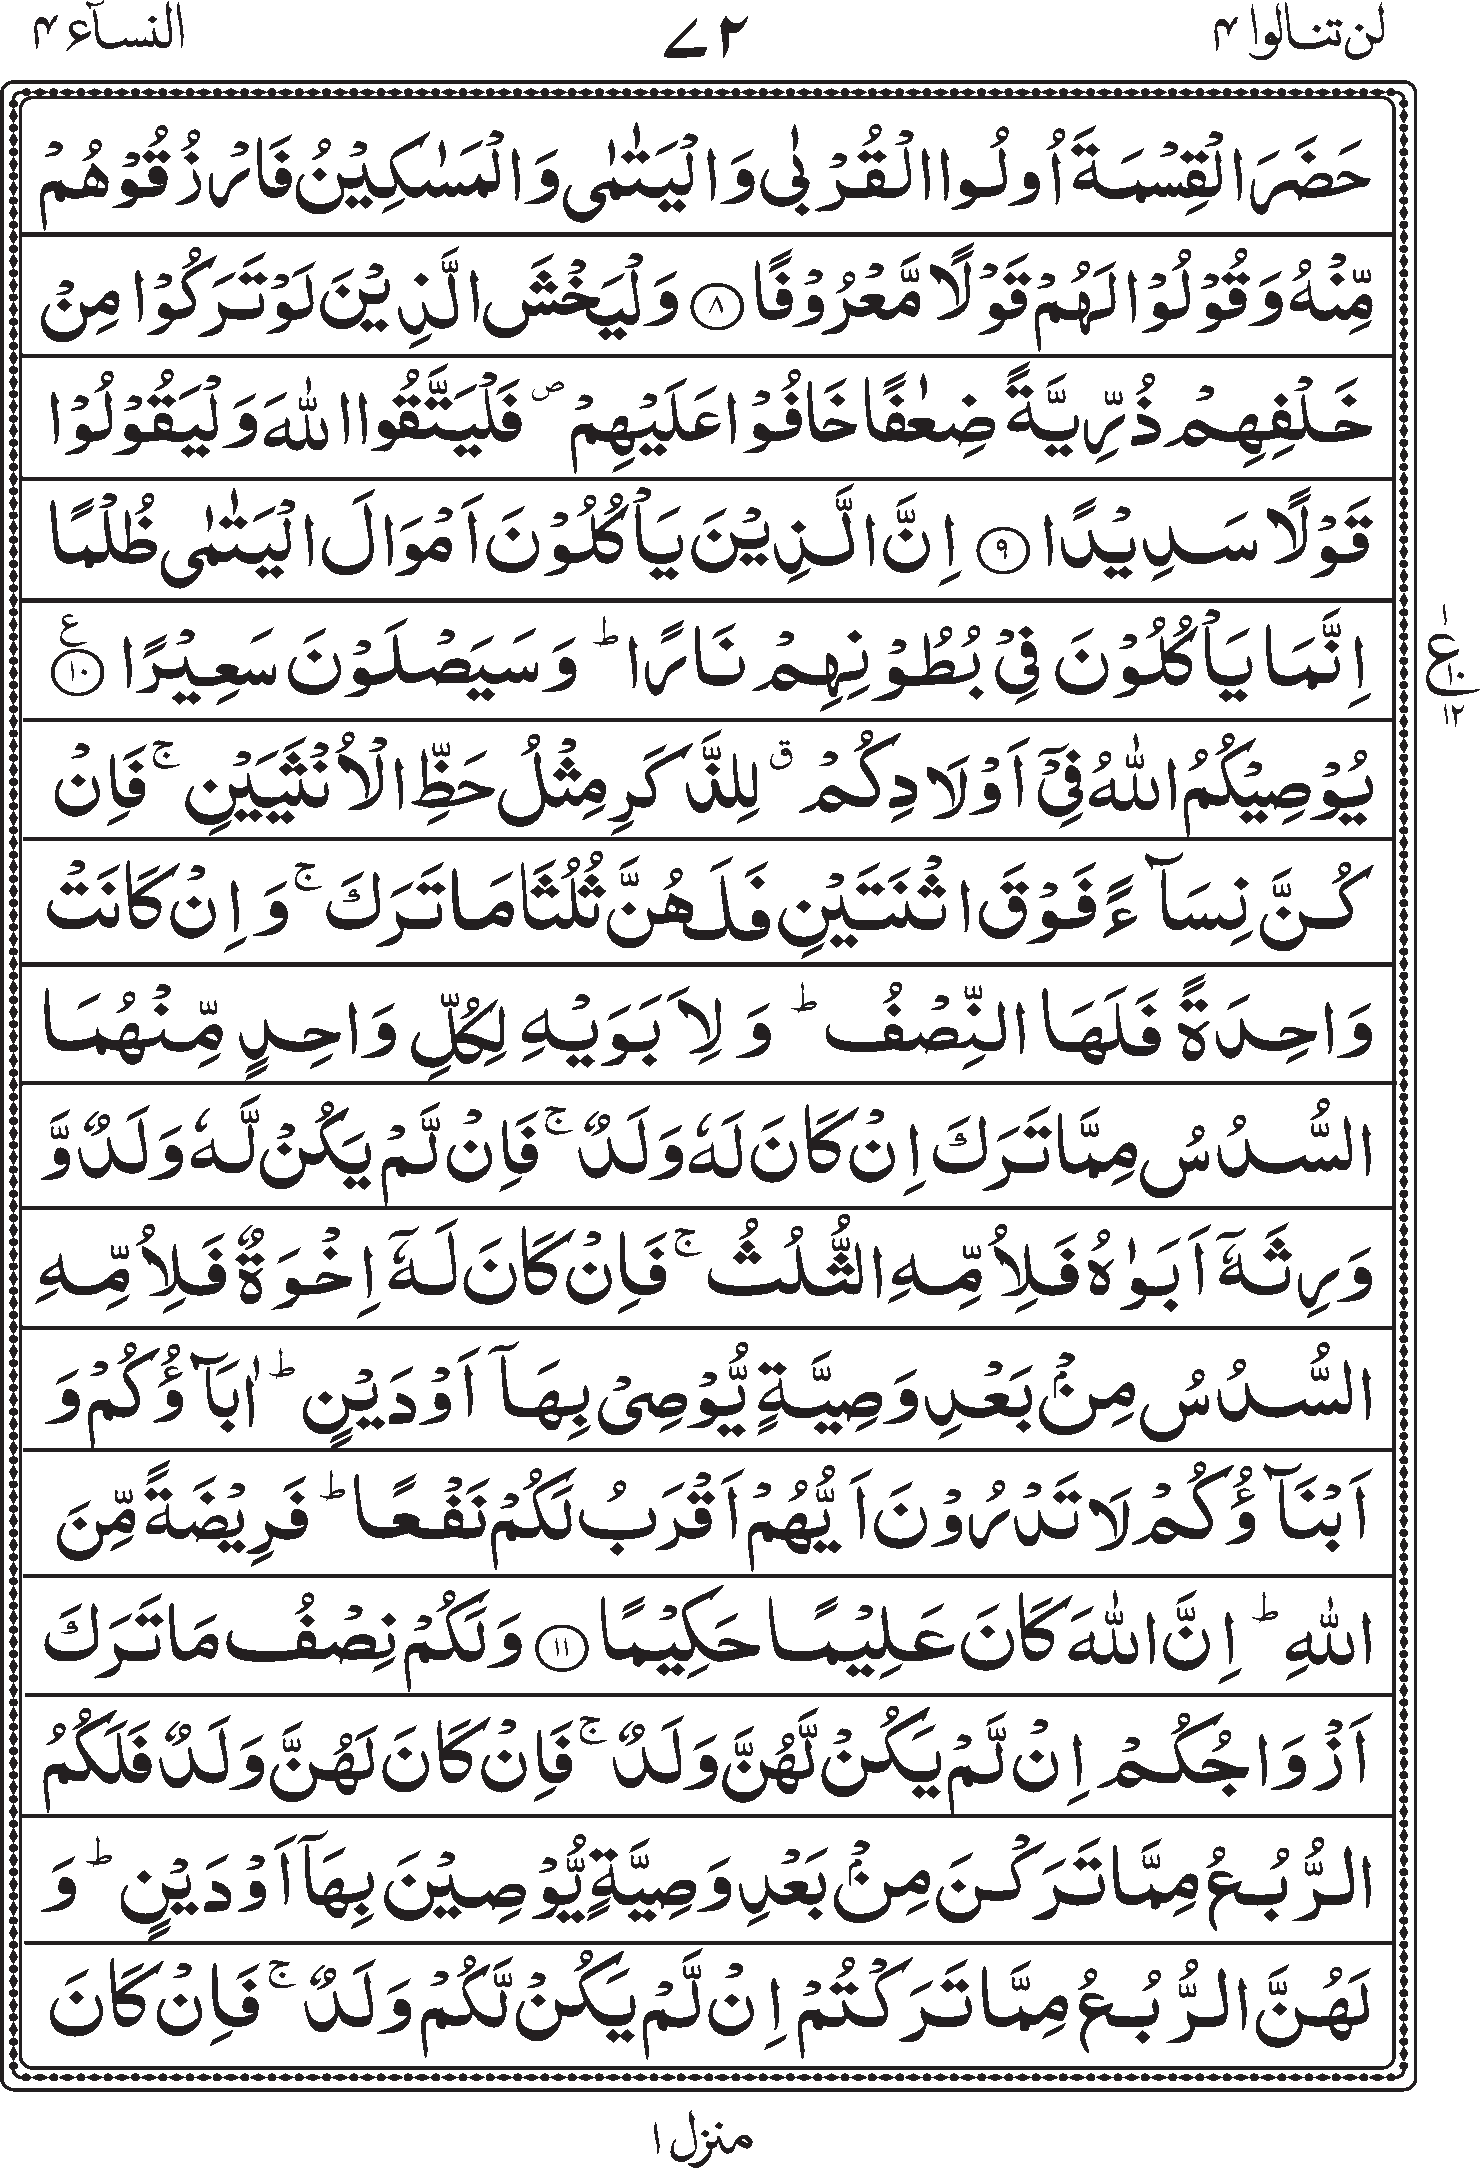 لن تنالوا ۴ ۷۲ النسآء ۴
حَضَرَ الْقِسْمَةَ اُولُوا الْقُرْبٰى وَالْيَتٰمٰى وَالْمَسٰكِيْنُ فَارْزُقُوْهُمْ
مِّنْهُ وَقُوْلُوْا لَهُمْ قَوْلًا مَّعْرُوْفًا ۸ وَلْيَخْشَ الَّذِيْنَ لَوْ تَرَكُوْا مِنْ
خَلْفِهِمْ ذُرِّيَّةً ضِعٰفًا خَافُوْا عَلَيْهِمْ ص فَلْيَتَّقُوا اللّٰهَ وَلْيَقُوْلُوْا
قَوْلًا سَدِيْدًا ۹ اِنَّ الَّذِيْنَ يَاْكُلُوْنَ اَمْوَالَ الْيَتٰمٰى ظُلْمًا
اِنَّمَا يَاْكُلُوْنَ فِيْ بُطُوْنِهِمْ نَارًا ط وَسَيَصْلَوْنَ سَعِيْرًا ۱۰ ع
۱ ع ۱۰ ۱۲
يُوْصِيْكُمُ اللّٰهُ فِيْٓ اَوْلَادِكُمْ ق لِلذَّكَرِ مِثْلُ حَظِّ الْاُنْثَيَيْنِ ج فَاِنْ
كُنَّ نِسَآءً فَوْقَ اثْنَتَيْنِ فَلَهُنَّ ثُلُثَا مَا تَرَكَ ج وَاِنْ كَانَتْ
وَاحِدَةً فَلَهَا النِّصْفُ ط وَلِاَبَوَيْهِ لِكُلِّ وَاحِدٍ مِّنْهُمَا
السُّدُسُ مِمَّا تَرَكَ اِنْ كَانَ لَهٗ وَلَدٌ ج فَاِنْ لَّمْ يَكُنْ لَّهٗ وَلَدٌ وَّ
وَرِثَهٗٓ اَبَوٰهُ فَلِاُمِّهِ الثُّلُثُ ج فَاِنْ كَانَ لَهٗٓ اِخْوَةٌ فَلِاُمِّهِ
السُّدُسُ مِنْۢ بَعْدِ وَصِيَّةٍ يُّوْصِيْ بِهَآ اَوْ دَيْنٍ ط اٰبَآؤُكُمْ وَ
اَبْنَآؤُكُمْ لَا تَدْرُوْنَ اَيُّهُمْ اَقْرَبُ لَكُمْ نَفْعًا ط فَرِيْضَةً مِّنَ
اللّٰهِ ط اِنَّ اللّٰهَ كَانَ عَلِيْمًا حَكِيْمًا ۱۱ وَلَكُمْ نِصْفُ مَا تَرَكَ
اَزْوَاجُكُمْ اِنْ لَّمْ يَكُنْ لَّهُنَّ وَلَدٌ ج فَاِنْ كَانَ لَهُنَّ وَلَدٌ فَلَكُمُ
الرُّبُعُ مِمَّا تَرَكْنَ مِنْۢ بَعْدِ وَصِيَّةٍ يُّوْصِيْنَ بِهَآ اَوْ دَيْنٍ ط وَ
لَهُنَّ الرُّبُعُ مِمَّا تَرَكْتُمْ اِنْ لَّمْ يَكُنْ لَّكُمْ وَلَدٌ ج فَاِنْ كَانَ
منزل ۱